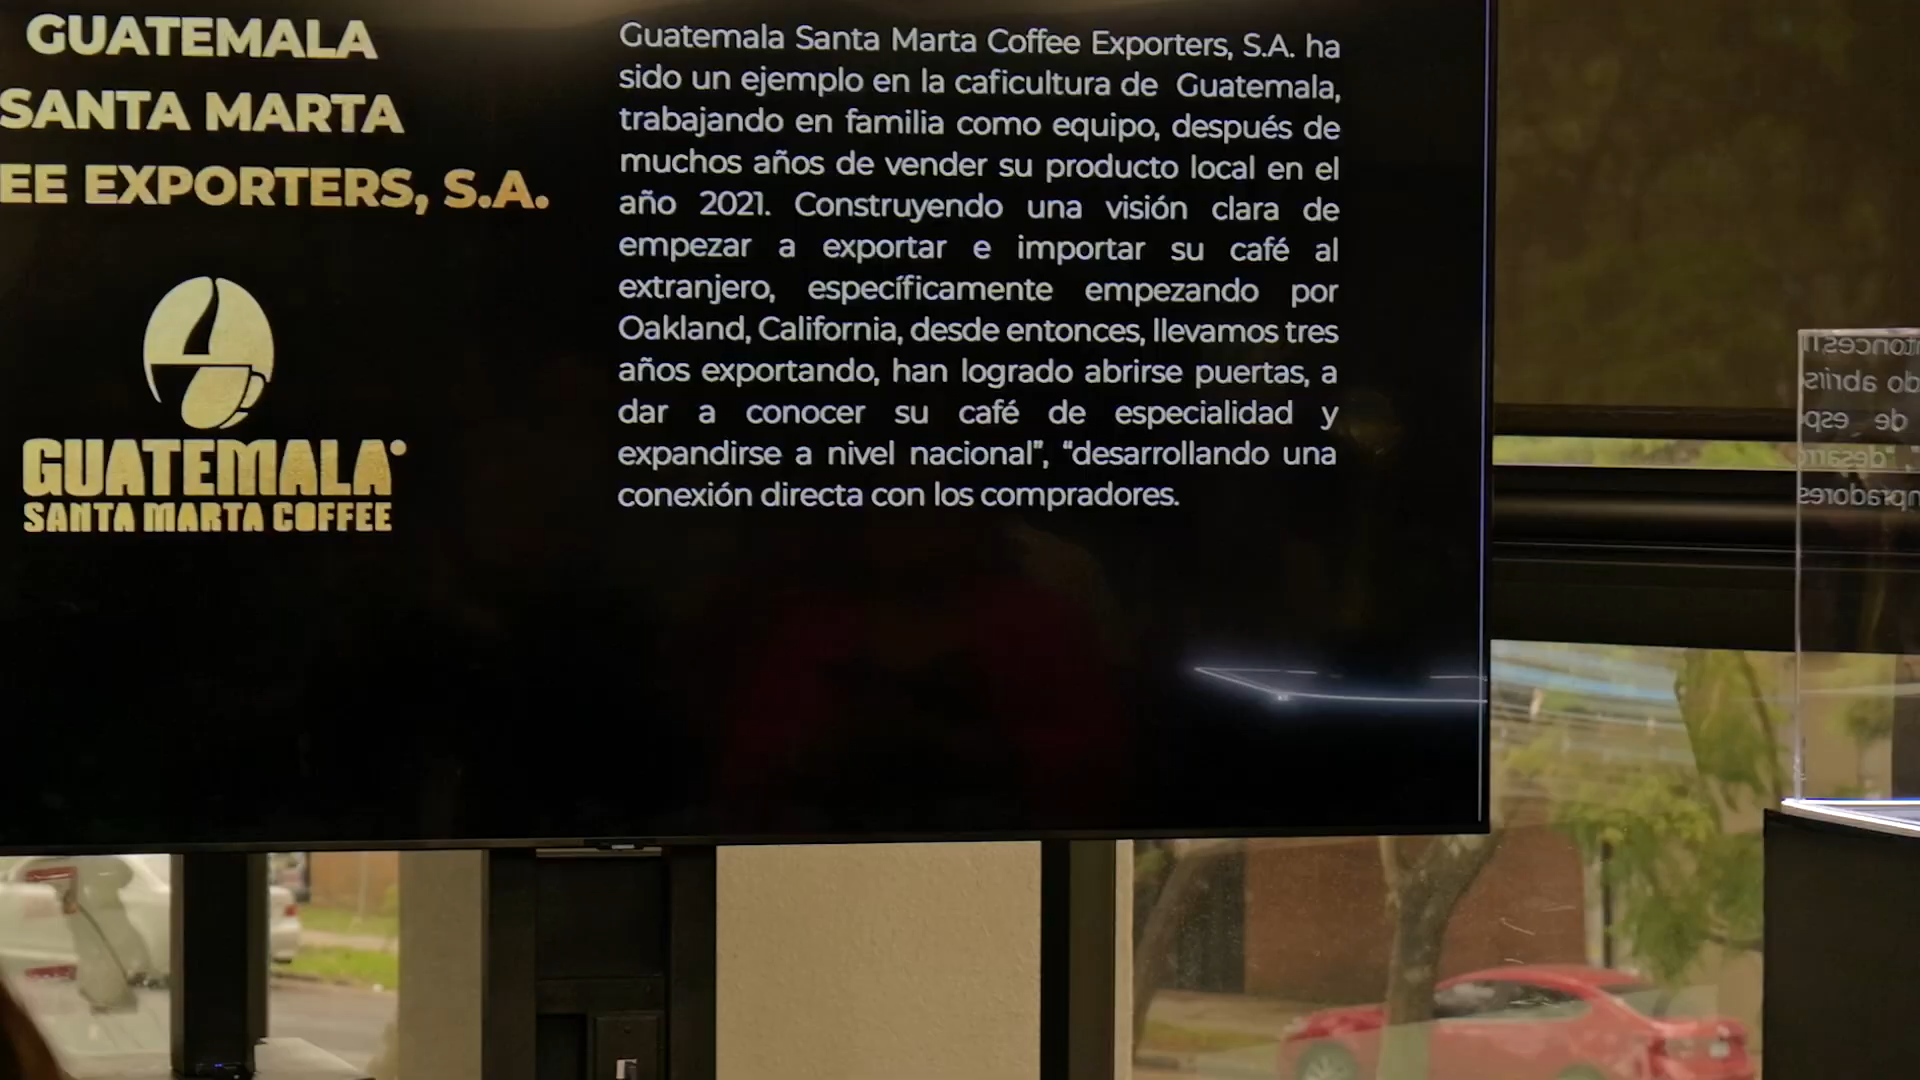 GUATEMALA
SANTA MARTA
EE EXPORTERS, S.A.
GUATEMALA
SANTA MARTA COFFEE
Guatemala Santa Marta Coffee Exporters, S.A. ha
sido un ejemplo en la caficultura de Guatemala,
trabajando en familia como equipo, después de
muchos años de vender su producto local en el
año 2021. Construyendo una visión clara de
empezar a exportar e importar su café al
extranjero, específicamente empezando por
Oakland, California, desde entonces, llevamos tres
años exportando, han logrado abrirse puertas, a
dar a conocer su café de especialidad y
expandirse a nivel nacional”, “desarrollando una
conexión directa con los compradores.